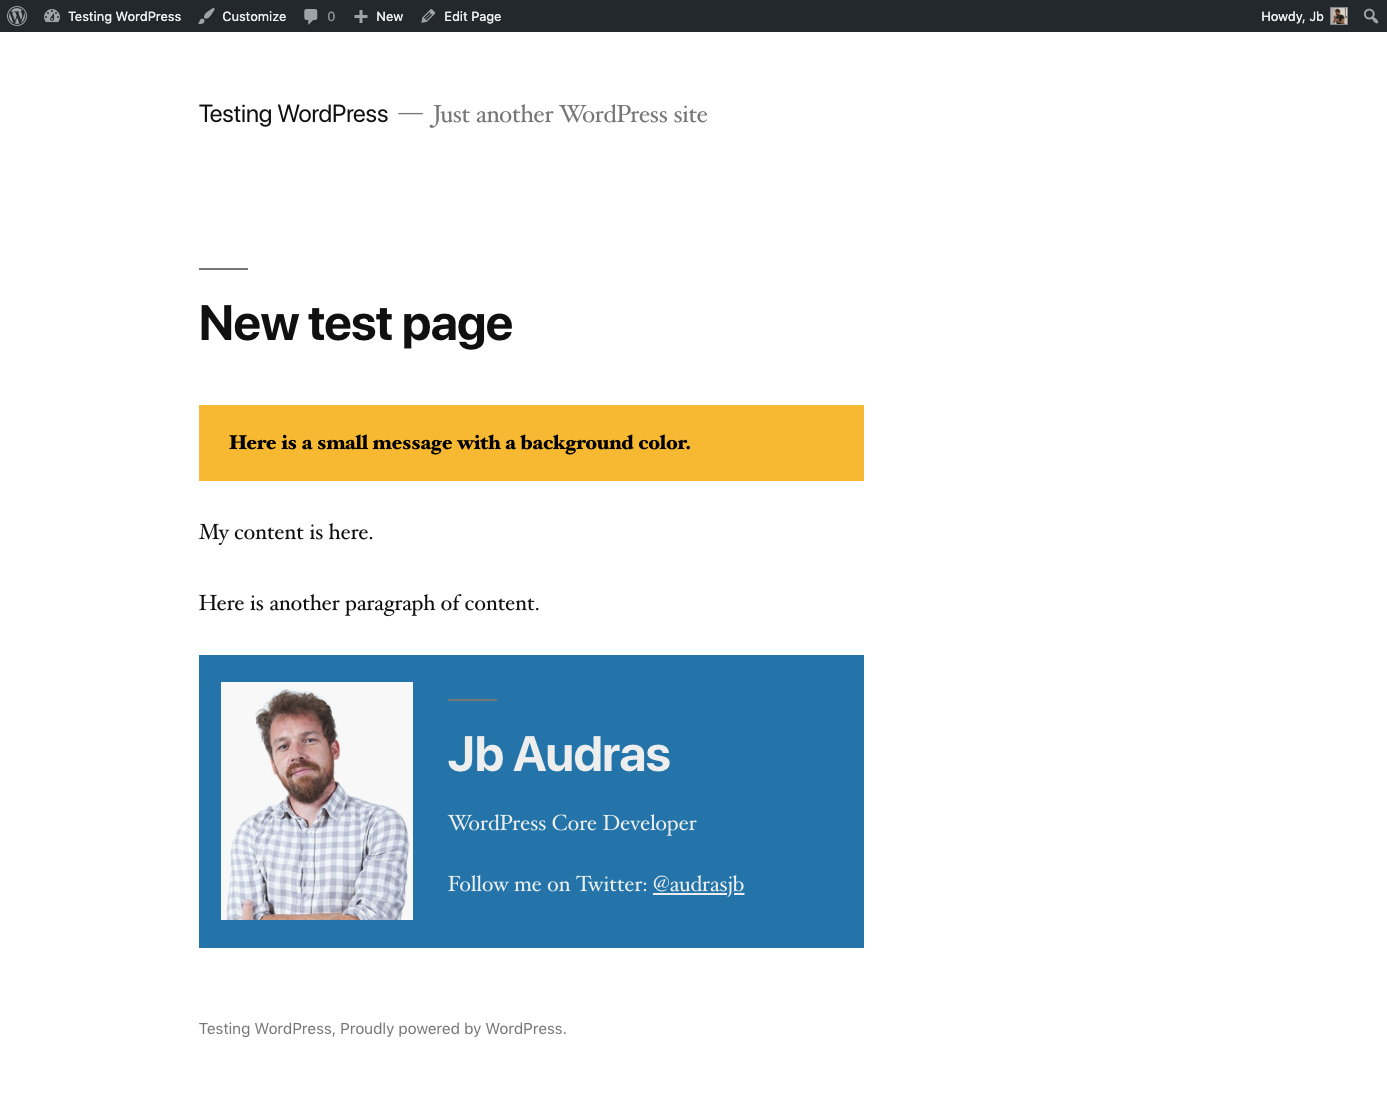 Testing WordPress Customize 0 New Edit Page Howdy, Jb
Testing WordPress — Just another WordPress site
New test page
Here is a small message with a background color.
My content is here.
Here is another paragraph of content.
Jb Audras
WordPress Core Developer
Follow me on Twitter: @audrasjb
Testing WordPress, Proudly powered by WordPress.